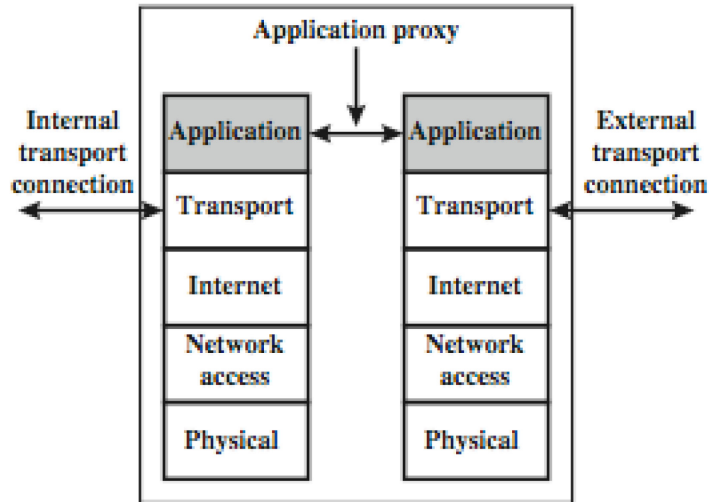 Application proxy
Internal
transport
connection
Application
Transport
Internet
Network
access
Physical
Application
Transport
Internet
Network
access
Physical
External
transport
connection